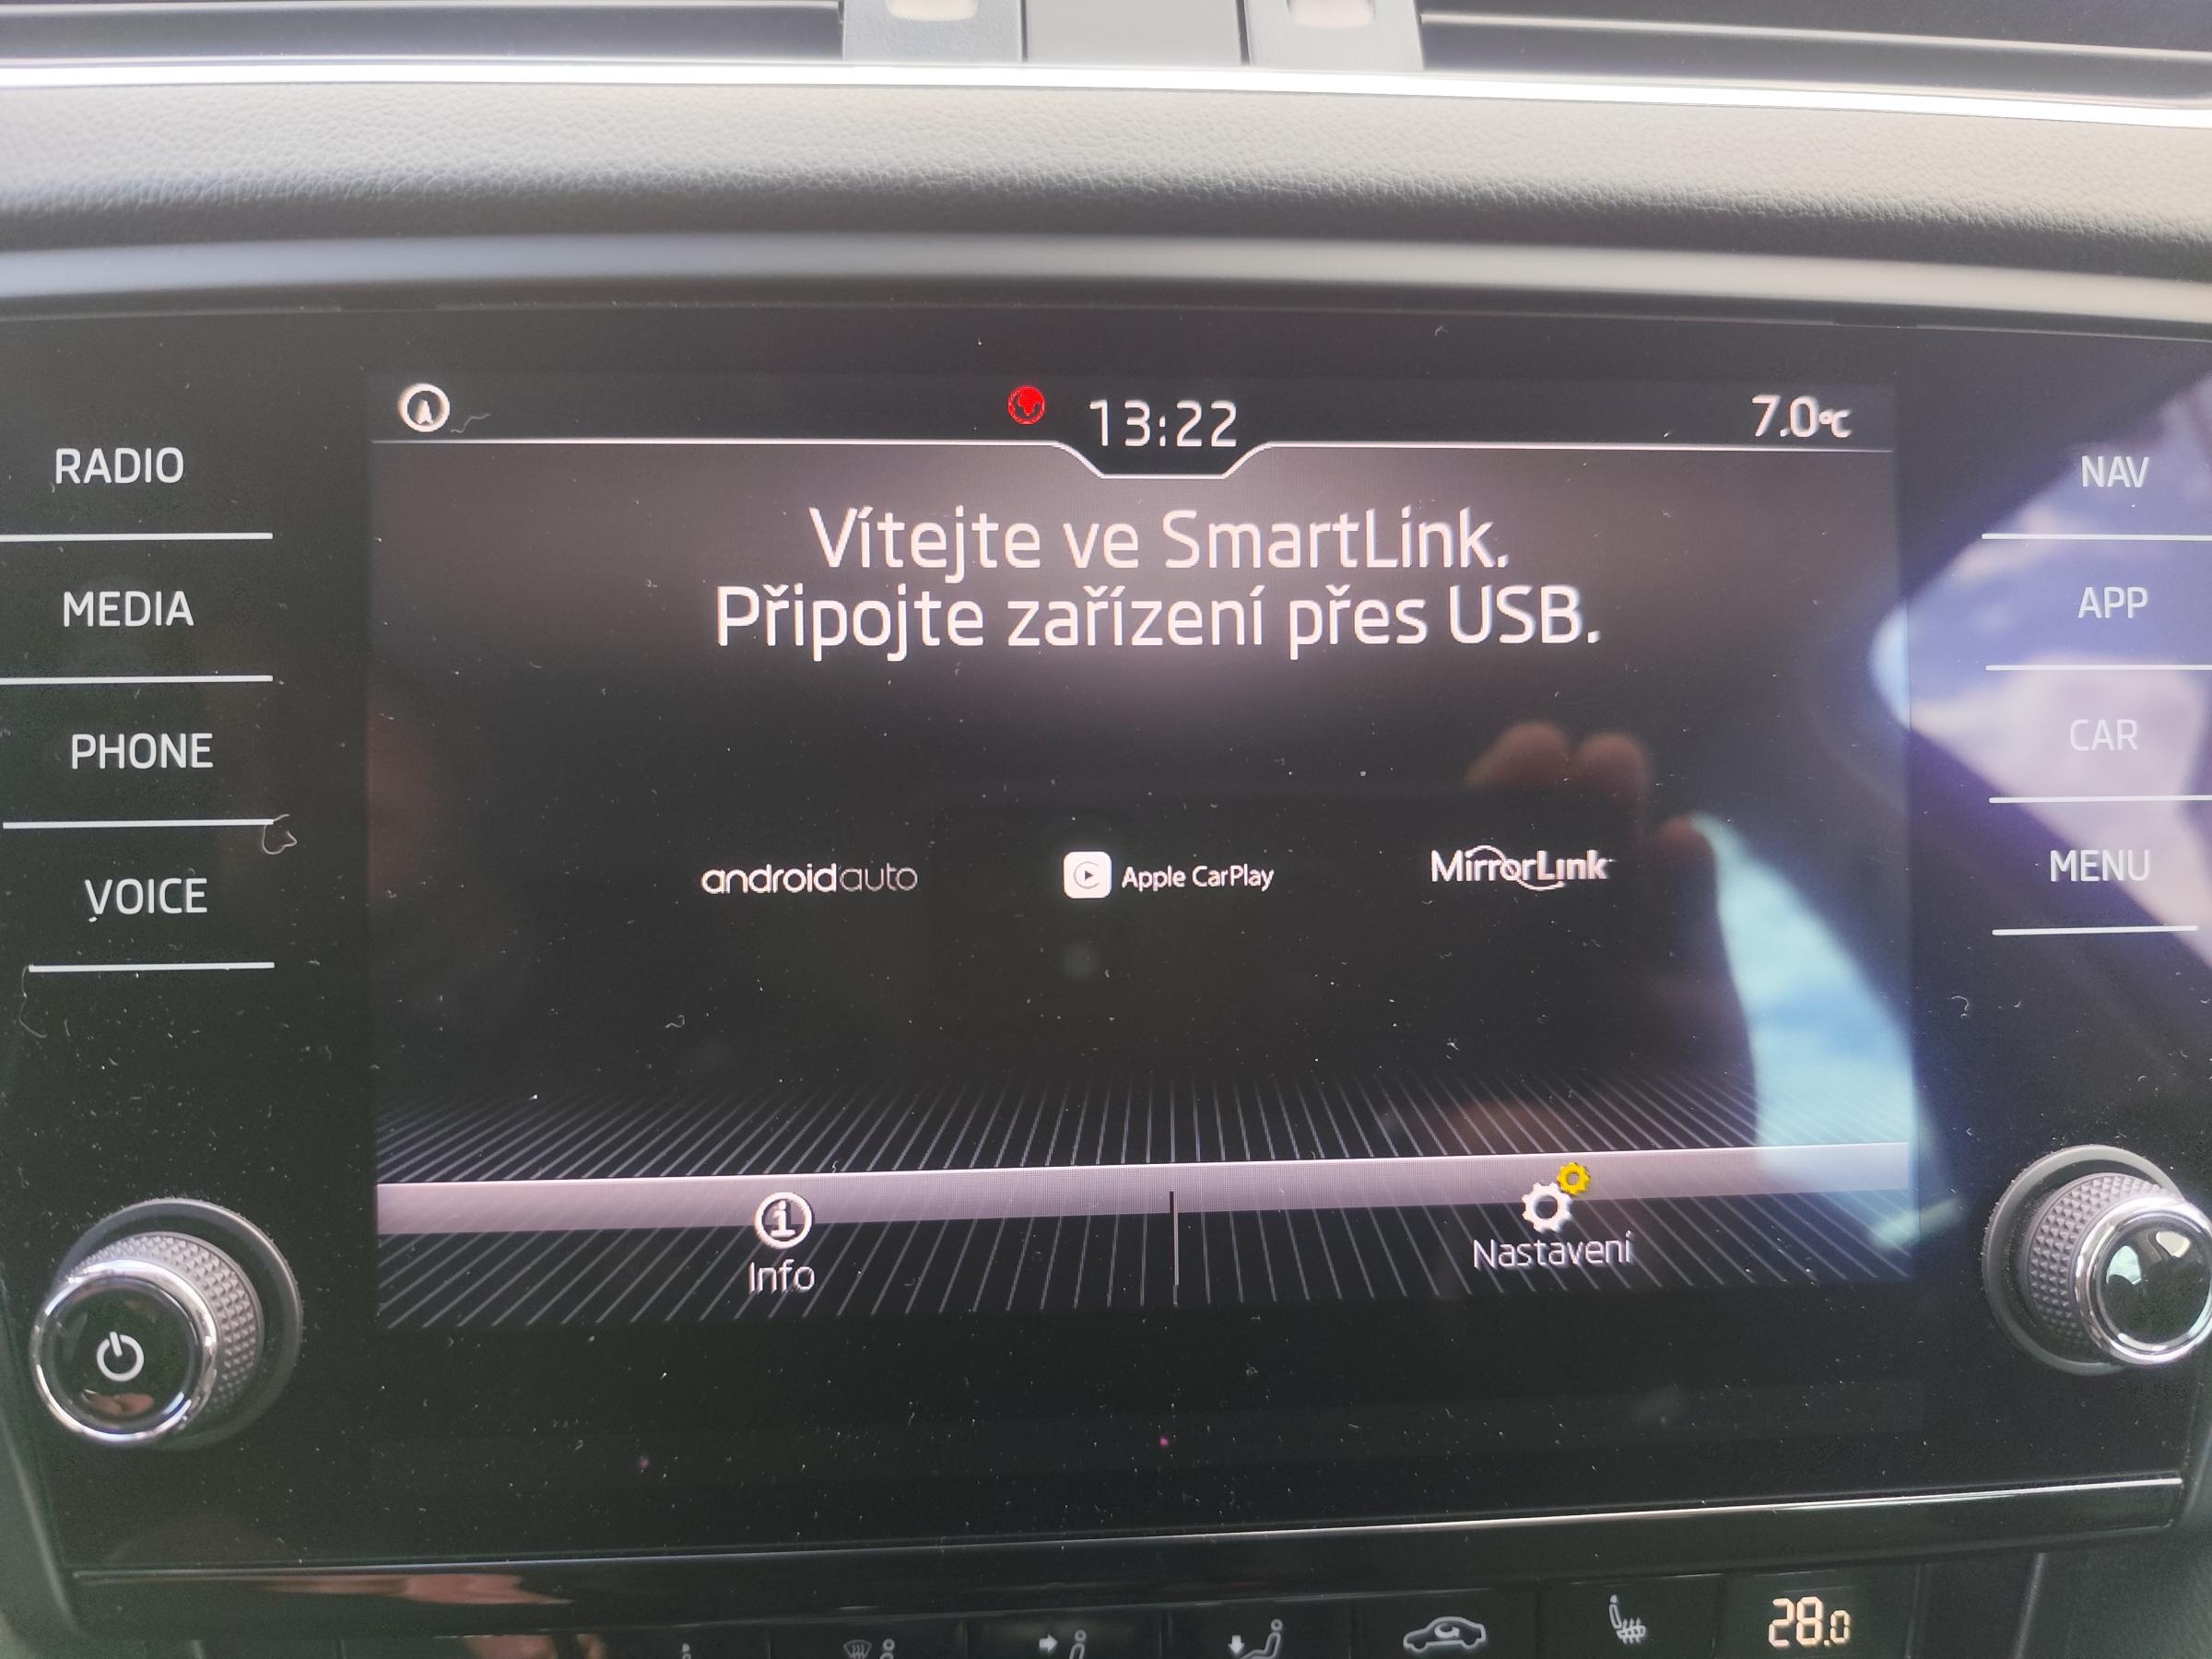 13:22
7.0°C
RADIO
MEDIA
PHONE
VOICE
Vítejte ve SmartLink.
Připojte zařízení přes USB.
androidauto
Apple CarPlay
MirrorLink
Info
Nastavení
NAV
APP
CAR
MENU
28.0